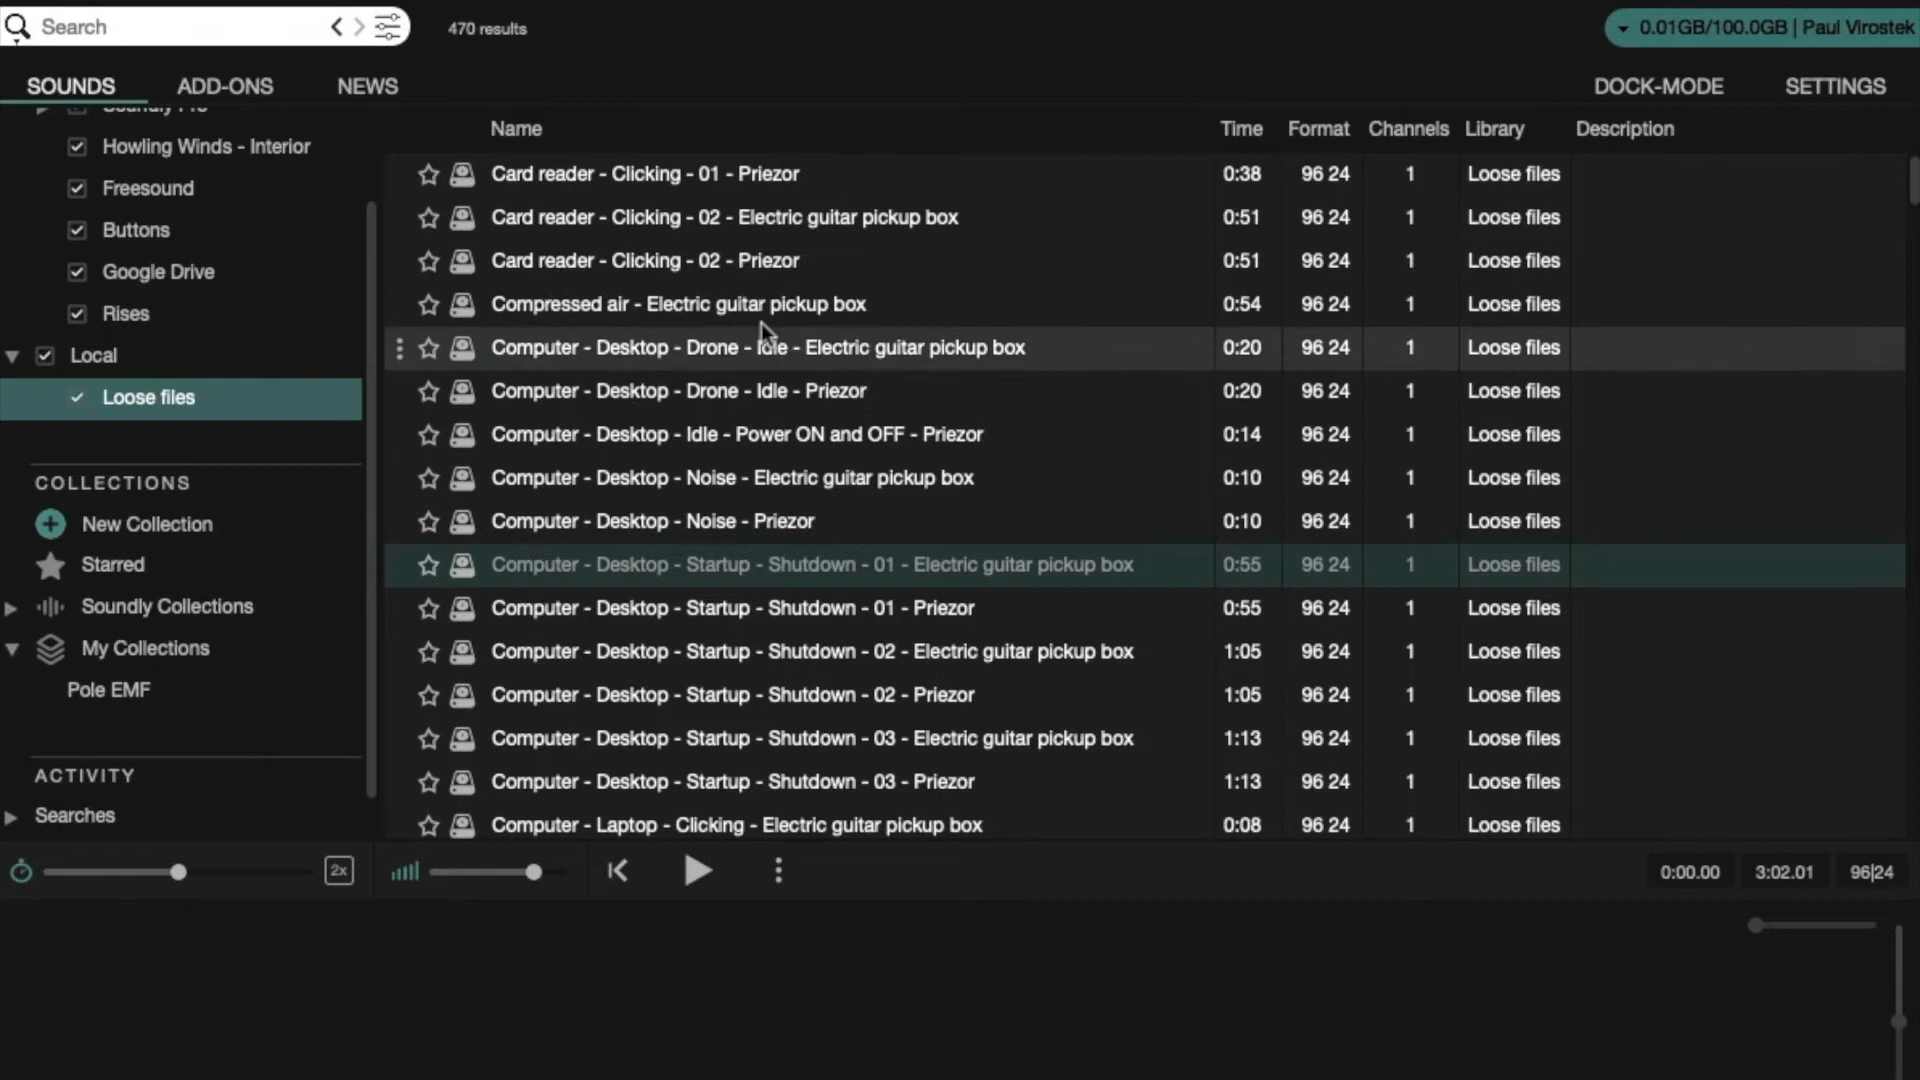 Search
470 results
0.01GB/100.0GB | Paul Virostek
SOUNDS ADD-ONS NEWS DOCK-MODE SETTINGS
Name Time Format Channels Library Description
Howling Winds - Interior
Freesound
Buttons
Google Drive
Rises
Local
Loose files
COLLECTIONS
New Collection
Starred
Soundly Collections
My Collections
Pole EMF
ACTIVITY
Searches
Card reader - Clicking - 01 - Priezor 0:38 96 24 1 Loose files
Card reader - Clicking - 02 - Electric guitar pickup box 0:51 96 24 1 Loose files
Card reader - Clicking - 02 - Priezor 0:51 96 24 1 Loose files
Compressed air - Electric guitar pickup box 0:54 96 24 1 Loose files
Computer - Desktop - Drone - Idle - Electric guitar pickup box 0:20 96 24 1 Loose files
Computer - Desktop - Drone - Idle - Priezor 0:20 96 24 1 Loose files
Computer - Desktop - Idle - Power ON and OFF - Priezor 0:14 96 24 1 Loose files
Computer - Desktop - Noise - Electric guitar pickup box 0:10 96 24 1 Loose files
Computer - Desktop - Noise - Priezor 0:10 96 24 1 Loose files
Computer - Desktop - Startup - Shutdown - 01 - Electric guitar pickup box 0:55 96 24 1 Loose files
Computer - Desktop - Startup - Shutdown - 01 - Priezor 0:55 96 24 1 Loose files
Computer - Desktop - Startup - Shutdown - 02 - Electric guitar pickup box 1:05 96 24 1 Loose files
Computer - Desktop - Startup - Shutdown - 02 - Priezor 1:05 96 24 1 Loose files
Computer - Desktop - Startup - Shutdown - 03 - Electric guitar pickup box 1:13 96 24 1 Loose files
Computer - Desktop - Startup - Shutdown - 03 - Priezor 1:13 96 24 1 Loose files
Computer - Laptop - Clicking - Electric guitar pickup box 0:08 96 24 1 Loose files
2x 0:00.00 3:02.01 96|24